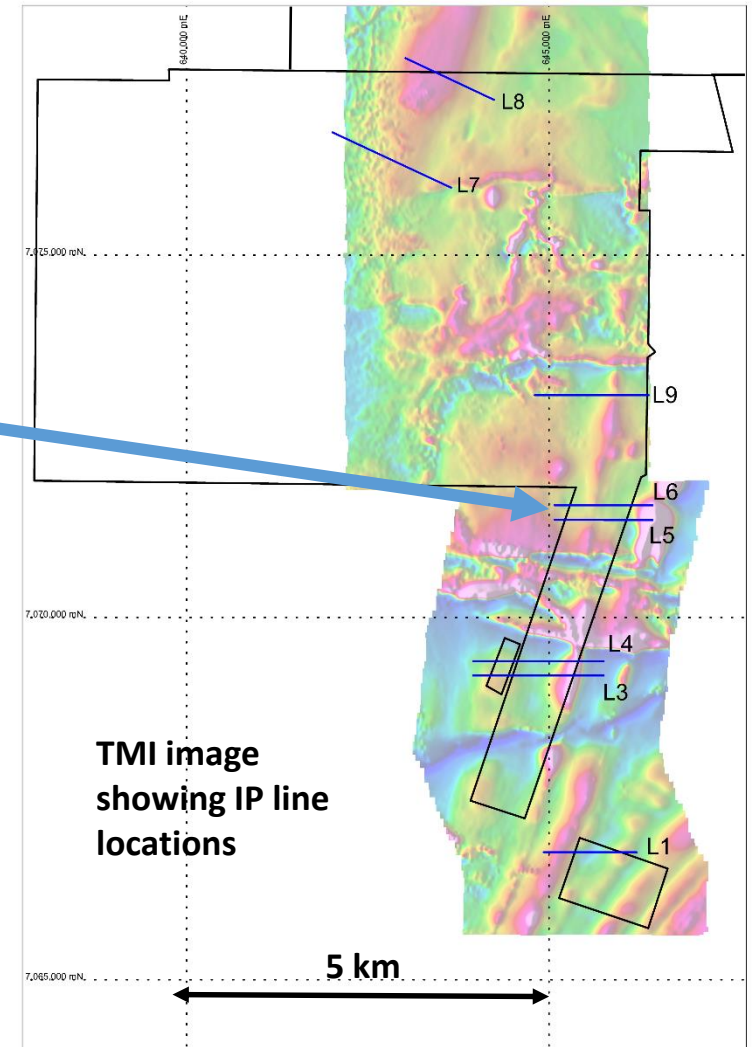 640,000 mE
645,000 mE
L8
L7
7,075,000 mN
L9
L6
L5
7,070,000 mN
L4
L3
TMI image
showing IP line
locations
L1
5 km
7,065,000 mN